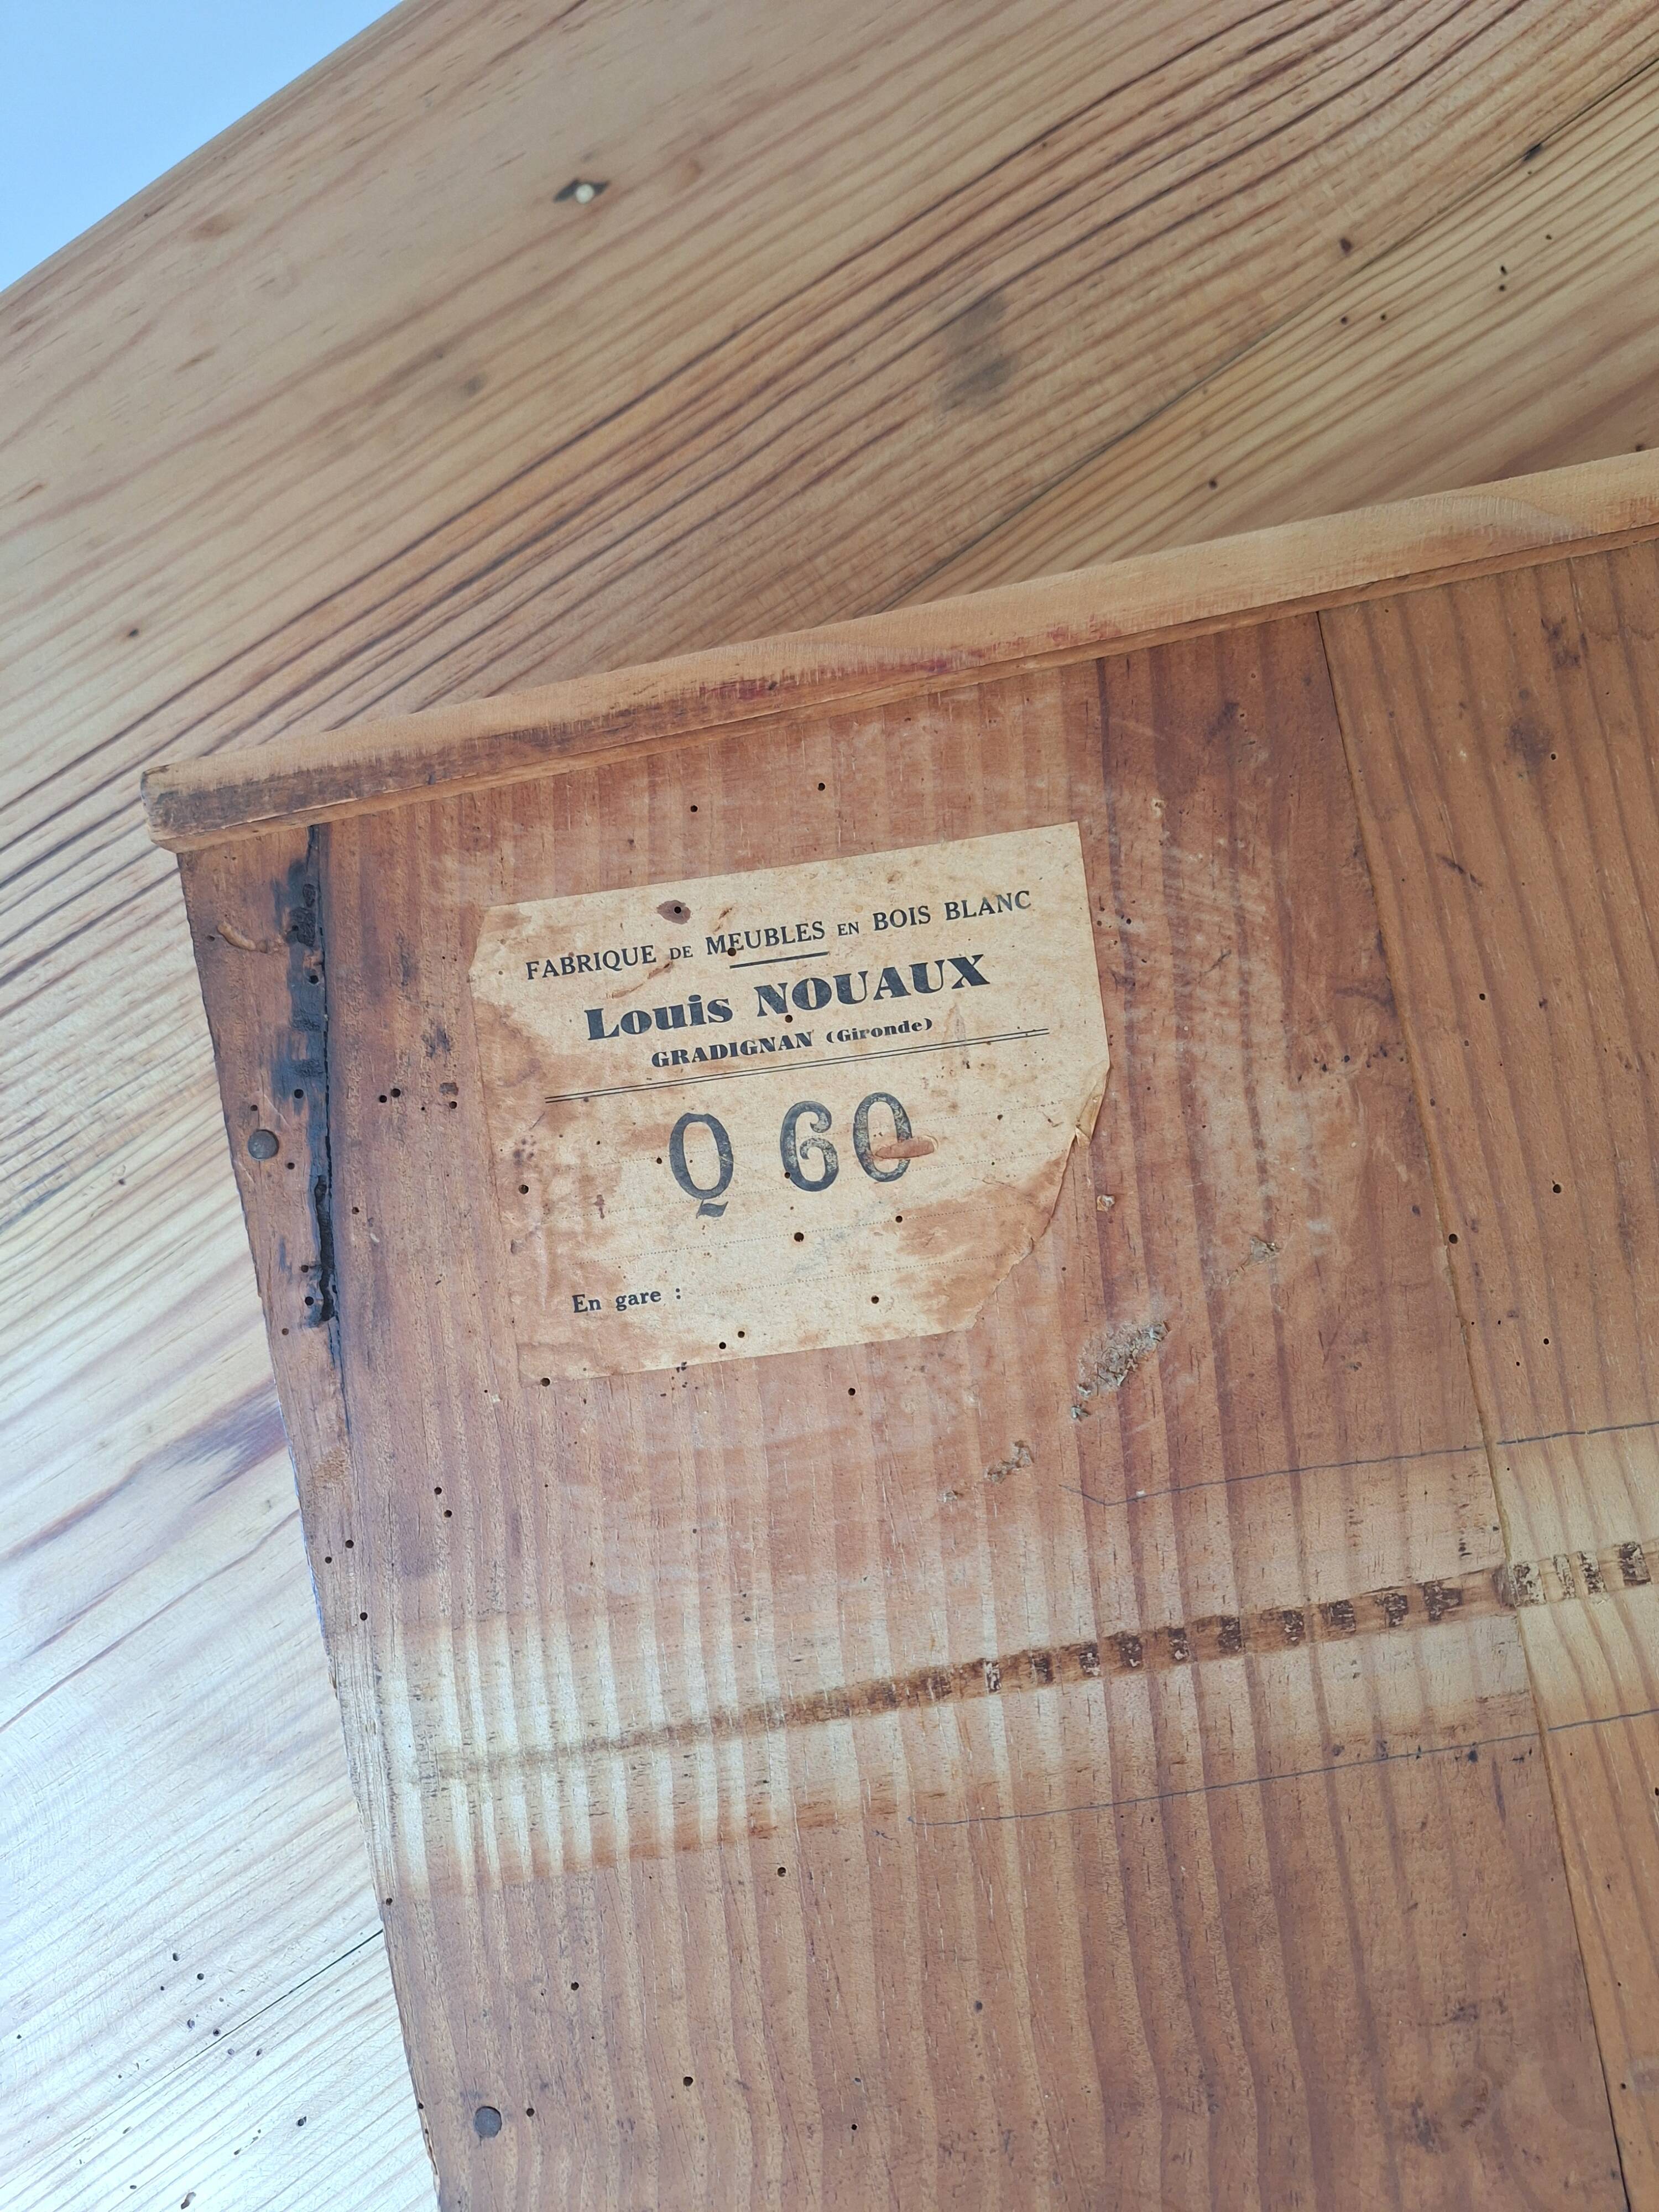 FABRIQUE DE MEUBLES EN BOIS BLANC
Louis NOUAUX
GRADIGNAN (Gironde)
Q 60
En gare :